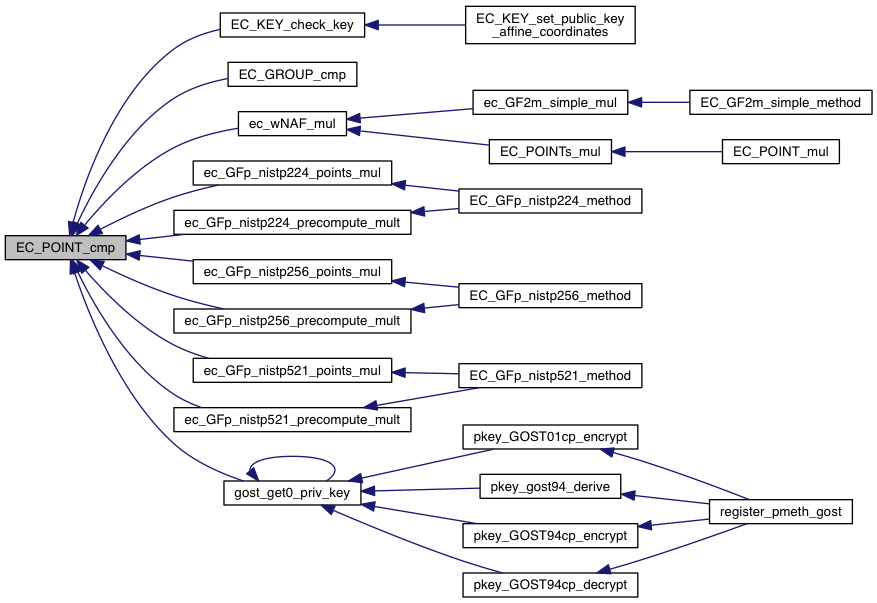 EC_KEY_check_key
EC_KEY_set_public_key
_affine_coordinates
EC_GROUP_cmp
ec_wNAF_mul
ec_GF2m_simple_mul
EC_GF2m_simple_method
EC_POINTs_mul
EC_POINT_mul
ec_GFp_nistp224_points_mul
EC_GFp_nistp224_method
ec_GFp_nistp224_precompute_mult
EC_POINT_cmp
ec_GFp_nistp256_points_mul
EC_GFp_nistp256_method
ec_GFp_nistp256_precompute_mult
ec_GFp_nistp521_points_mul
EC_GFp_nistp521_method
ec_GFp_nistp521_precompute_mult
pkey_GOST01cp_encrypt
gost_get0_priv_key
pkey_gost94_derive
register_pmeth_gost
pkey_GOST94cp_encrypt
pkey_GOST94cp_decrypt